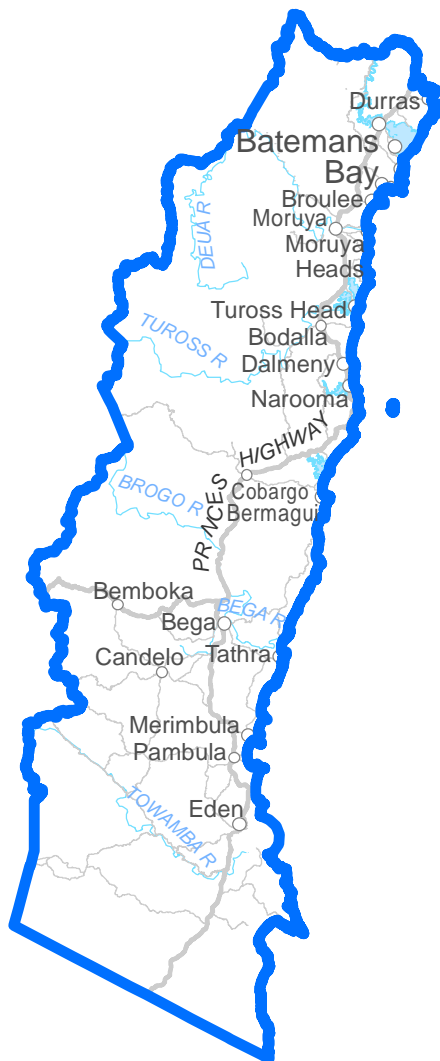 Durras
Batemans
Bay
Broulee
Moruya
Moruya
Heads
DEUA R
Tuross Head
Bodalla
TUROSS R
Dalmeny
Narooma
PRINCES HIGHWAY
Cobargo
Bermagui
BROGO R
Bemboka
BEGA R
Bega
Candelo
Tathra
Merimbula
Pambula
TOWAMBA R
Eden